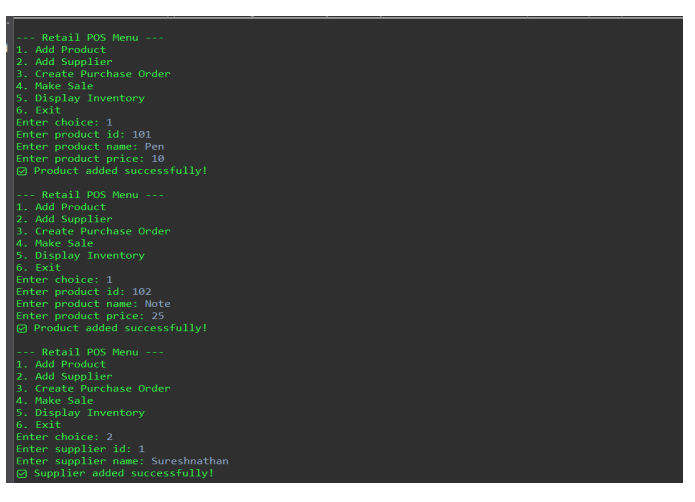 --- Retail POS Menu ---
1. Add Product
2. Add Supplier
3. Create Purchase Order
4. Make Sale
5. Display Inventory
6. Exit
Enter choice: 1
Enter product id: 101
Enter product name: Pen
Enter product price: 10
☑ Product added successfully!
--- Retail POS Menu ---
1. Add Product
2. Add Supplier
3. Create Purchase Order
4. Make Sale
5. Display Inventory
6. Exit
Enter choice: 1
Enter product id: 102
Enter product name: Note
Enter product price: 25
☑ Product added successfully!
--- Retail POS Menu ---
1. Add Product
2. Add Supplier
3. Create Purchase Order
4. Make Sale
5. Display Inventory
6. Exit
Enter choice: 2
Enter supplier id: 1
Enter supplier name: Sureshnathan
☑ Supplier added successfully!